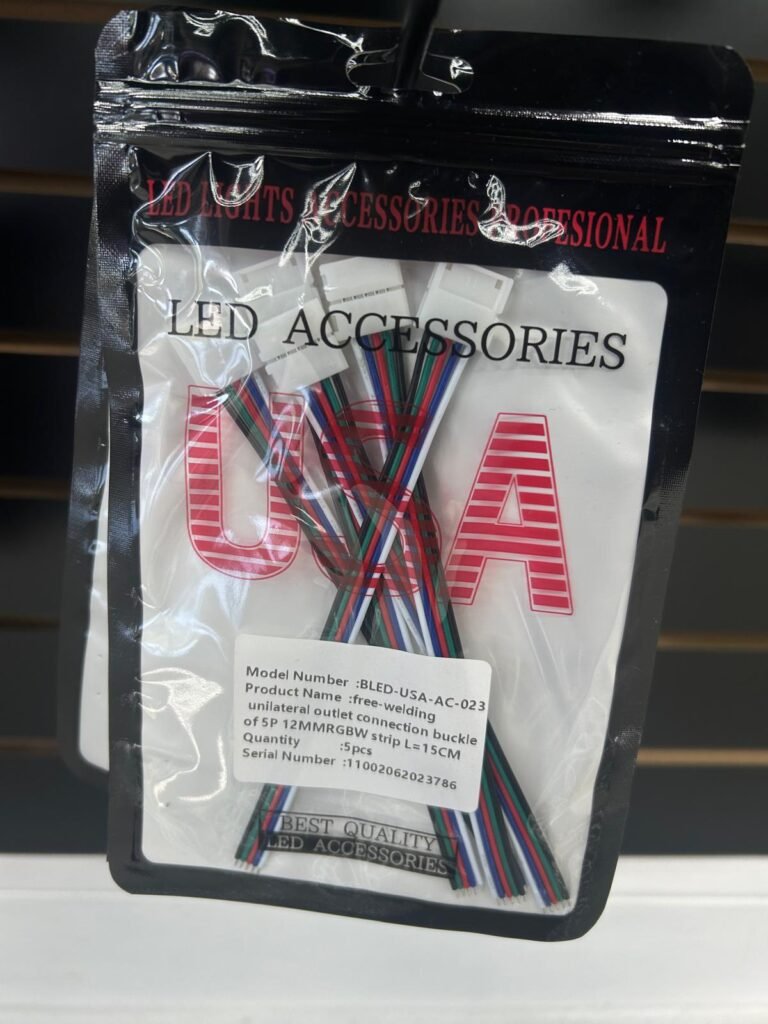 LED LIGHTS ACCESSORIES PROFESIONAL
LED ACCESSORIES
USA
Model Number :BLED-USA-AC-023
Product Name :free-welding
unilateral outlet connection buckle
of 5P 12MMRGBW strip L=15CM
Quantity :5pcs
Serial Number :11002062023786
BEST QUALITY
LED ACCESSORIES